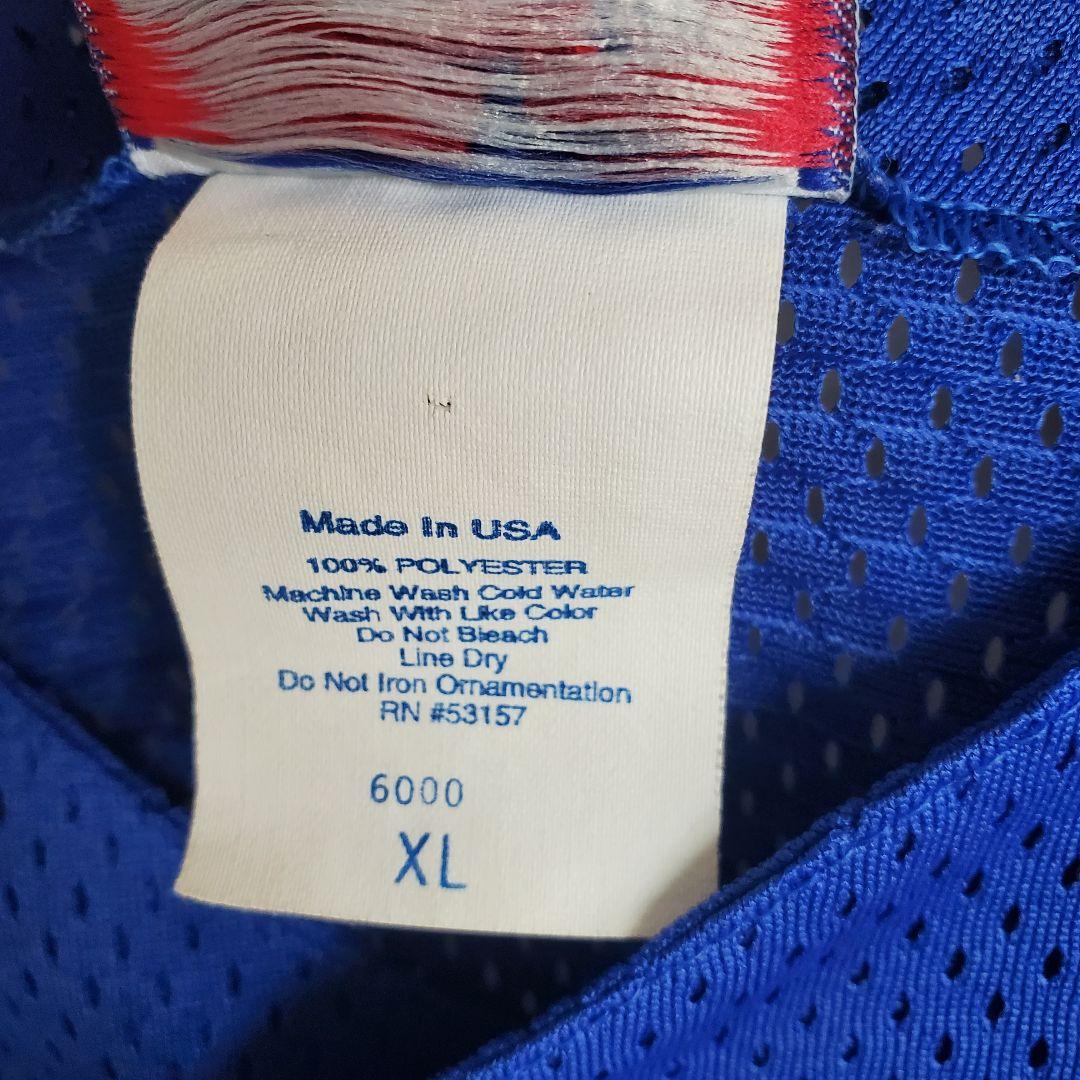 Made In USA
100% POLYESTER
Machine Wash Cold Water
Wash With Like Color
Do Not Bleach
Line Dry
Do Not Iron Ornamentation
RN #53157
6000
XL